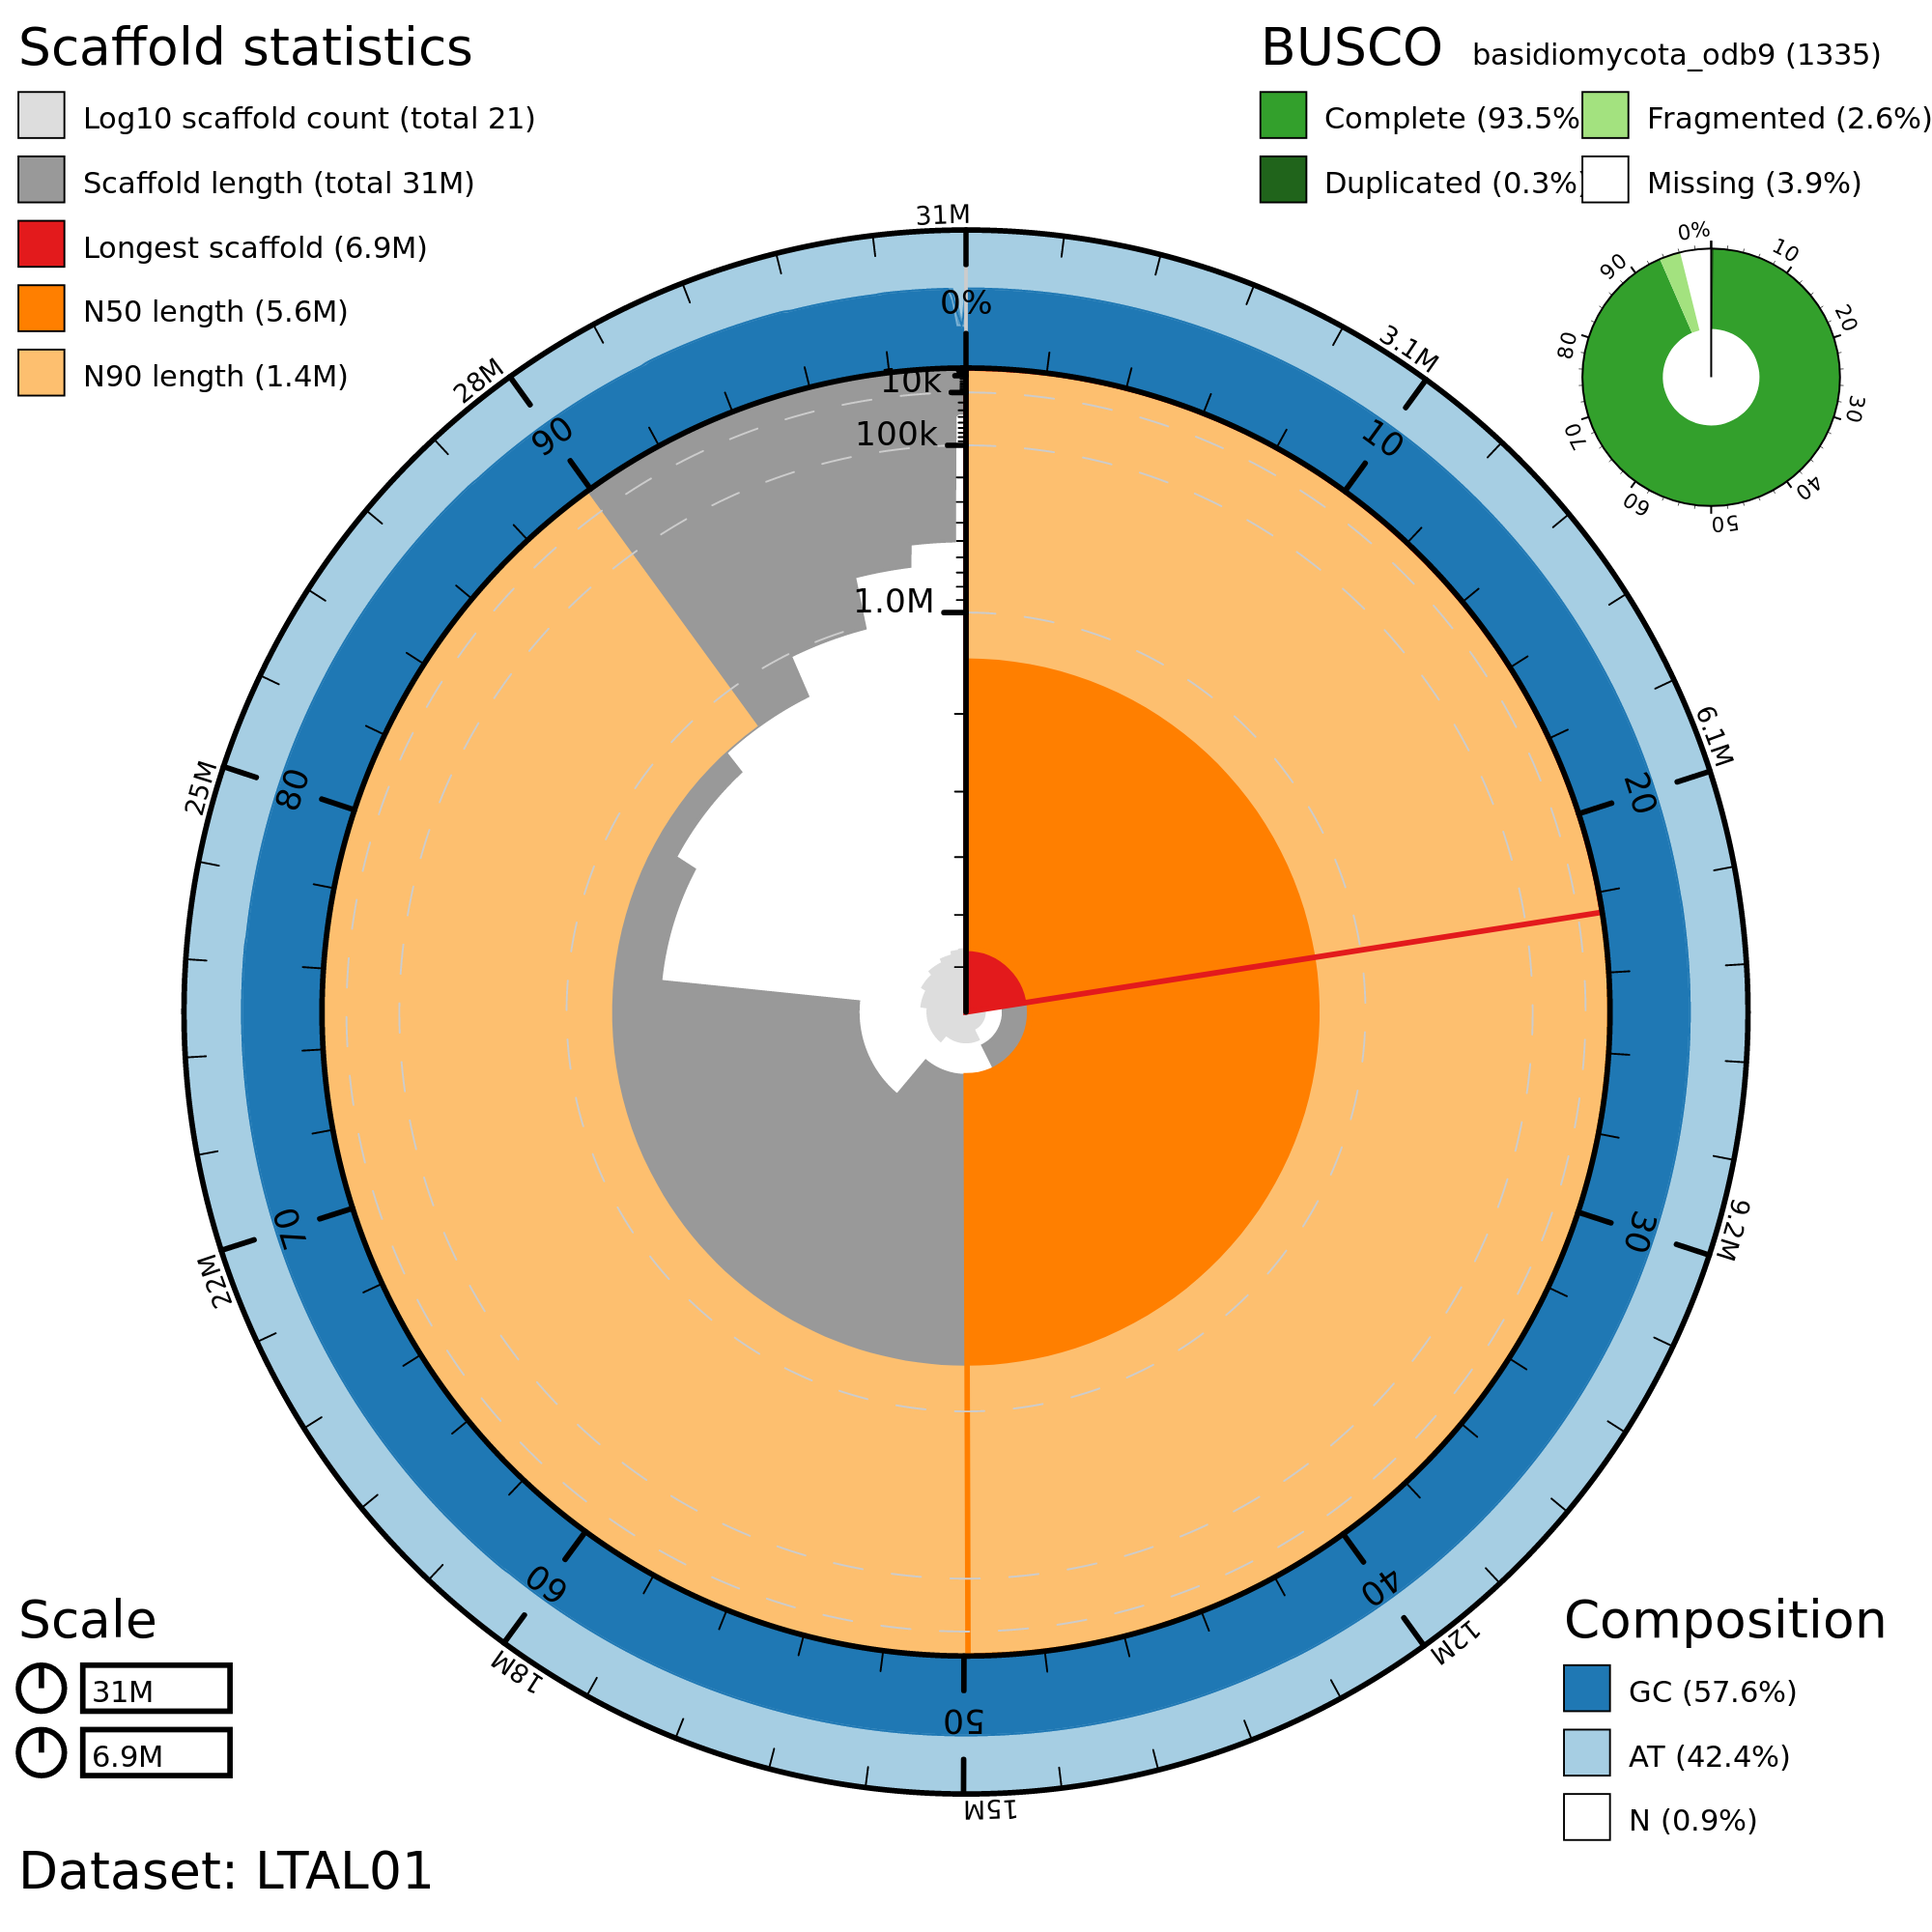 Scaffold statistics
Log10 scaffold count (total 21)
Scaffold length (total 31M)
Longest scaffold (6.9M)
N50 length (5.6M)
N90 length (1.4M)
BUSCO basidiomycota_odb9 (1335)
Complete (93.5%
Fragmented (2.6%)
Duplicated (0.3%)
Missing (3.9%)
0%
10
20
30
40
50
60
70
80
90
31M
3.1M
6.1M
9.2M
12M
15M
18M
22M
25M
28M
0%
10
20
30
40
50
60
70
80
90
10k
100k
1.0M
Scale
31M
6.9M
Composition
GC (57.6%)
AT (42.4%)
N (0.9%)
Dataset: LTAL01